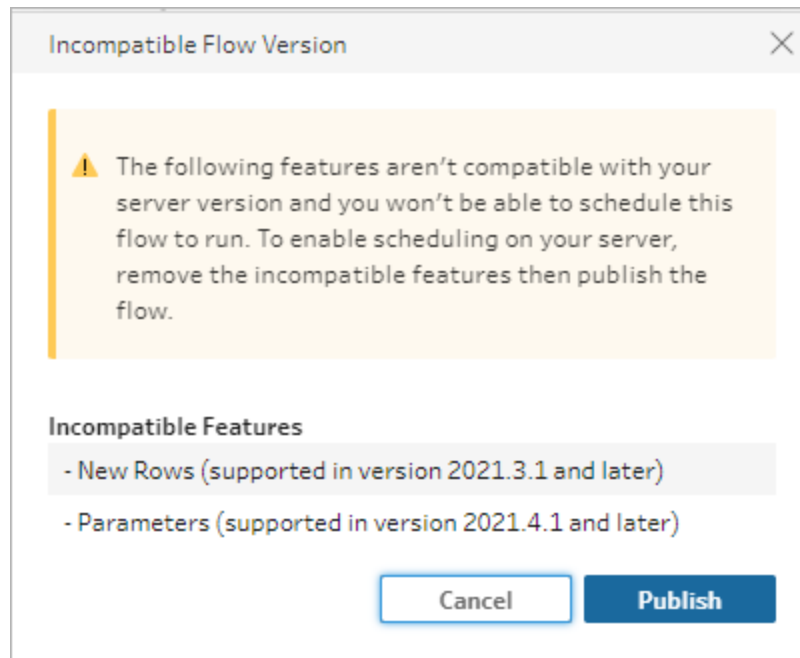 Incompatible Flow Version
The following features aren't compatible with your
server version and you won't be able to schedule this
flow to run. To enable scheduling on your server,
remove the incompatible features then publish the
flow.
Incompatible Features
- New Rows (supported in version 2021.3.1 and later)
- Parameters (supported in version 2021.4.1 and later)
Cancel
Publish